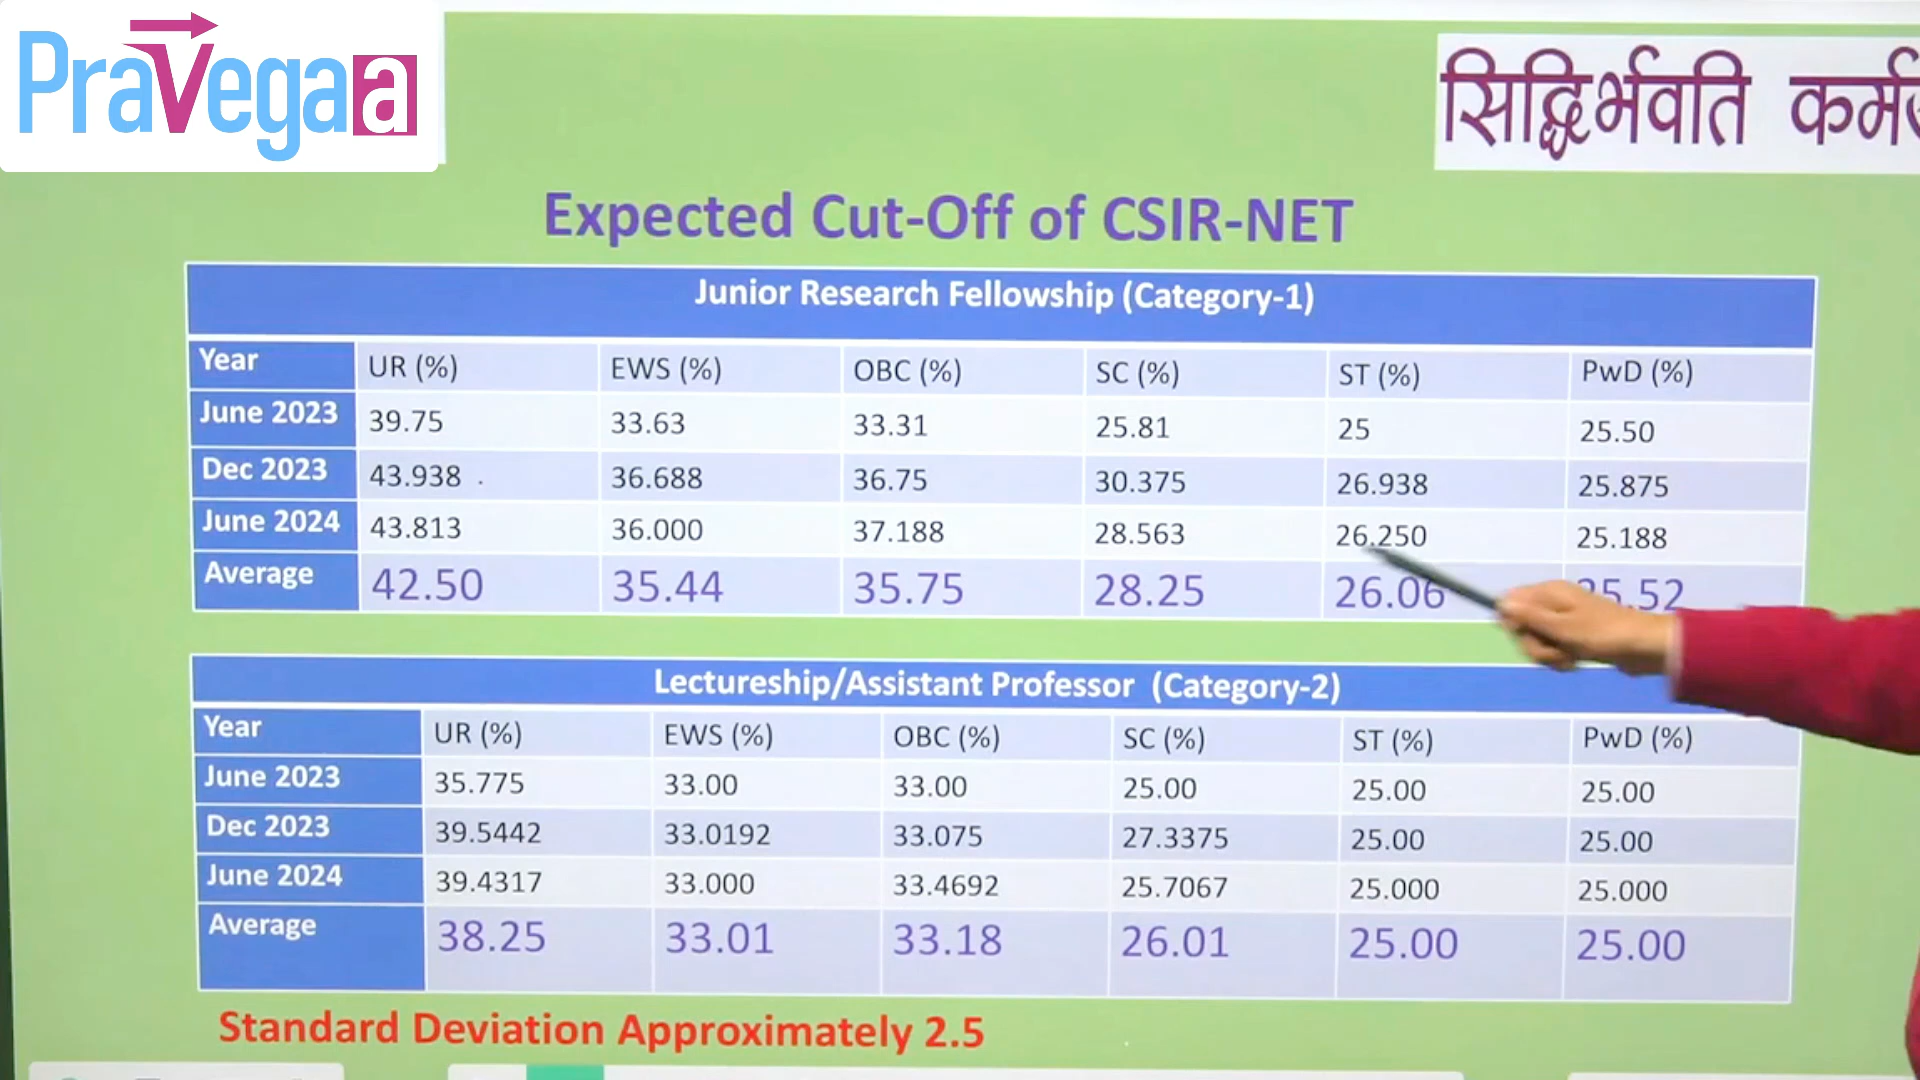 Pravegaa
सिद्धिर्भवति
Expected Cut-Off of CSIR-NET
Junior Research Fellowship (Category-1)
Year UR (%) EWS (%) OBC (%) SC (%) ST (%) PwD (%)
June 2023 39.75 33.63 33.31 25.81 25 25.50
Dec 2023 43.938 36.688 36.75 30.375 26.938 25.875
June 2024 43.813 36.000 37.188 28.563 26.250 25.188
Average 42.50 35.44 35.75 28.25 26.06 25.52
Lectureship/Assistant Professor (Category-2)
Year UR (%) EWS (%) OBC (%) SC (%) ST (%) PwD (%)
June 2023 35.775 33.00 33.00 25.00 25.00 25.00
Dec 2023 39.5442 33.0192 33.075 27.3375 25.00 25.00
June 2024 39.4317 33.000 33.4692 25.7067 25.000 25.000
Average 38.25 33.01 33.18 26.01 25.00 25.00
Standard Deviation Approximately 2.5